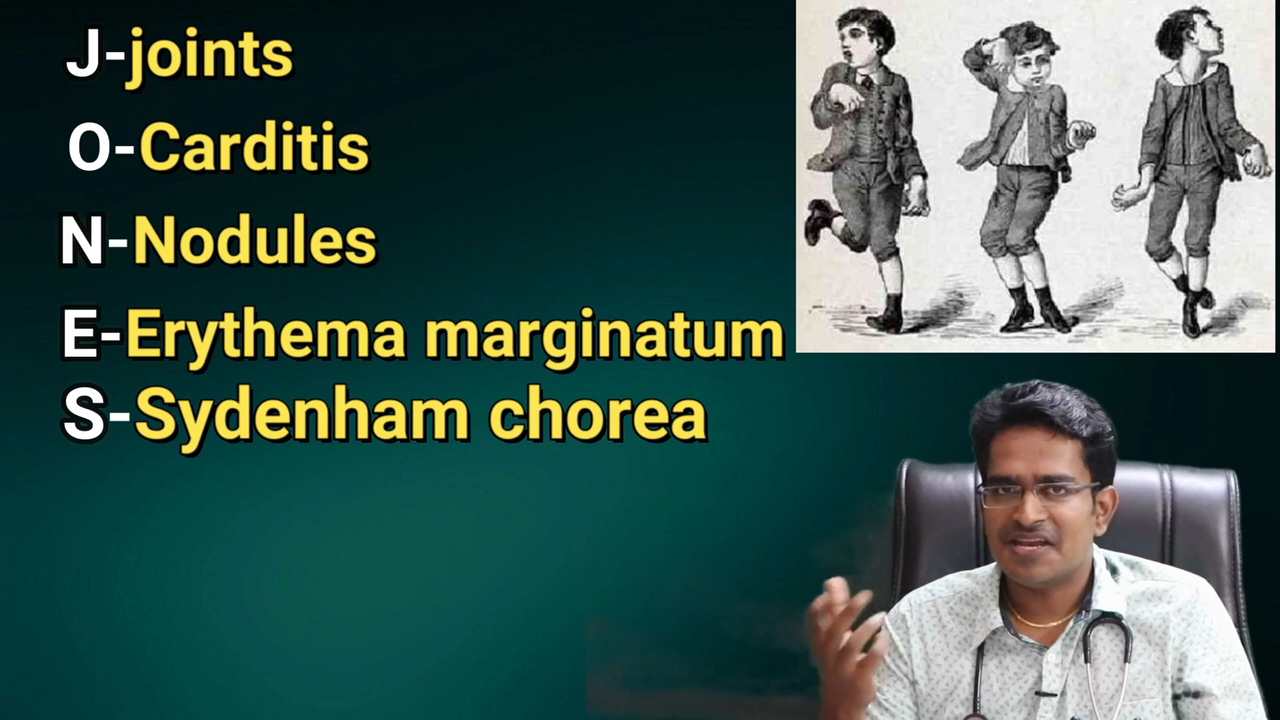 J-joints
O-Carditis
N-Nodules
E-Erythema marginatum
S-Sydenham chorea